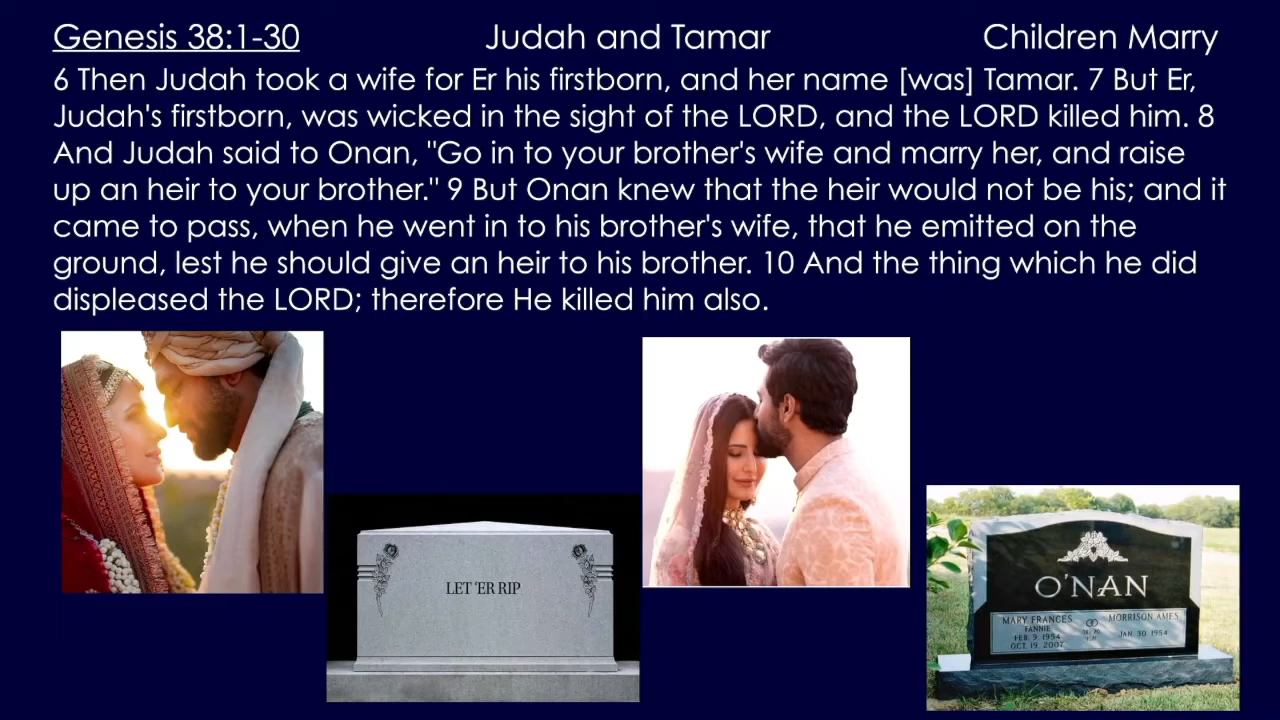 Genesis 38:1-30 Judah and Tamar Children Marry
6 Then Judah took a wife for Er his firstborn, and her name [was] Tamar. 7 But Er,
Judah's firstborn, was wicked in the sight of the LORD, and the LORD killed him. 8
And Judah said to Onan, "Go in to your brother's wife and marry her, and raise
up an heir to your brother." 9 But Onan knew that the heir would not be his; and it
came to pass, when he went in to his brother's wife, that he emitted on the
ground, lest he should give an heir to his brother. 10 And the thing which he did
displeased the LORD; therefore He killed him also.
LET 'ER RIP
O'NAN
MARY FRANCES
FANNIE
FEB. 9, 1954
OCT. 19, 2007
MORRISON AMES
JAN. 30, 1954